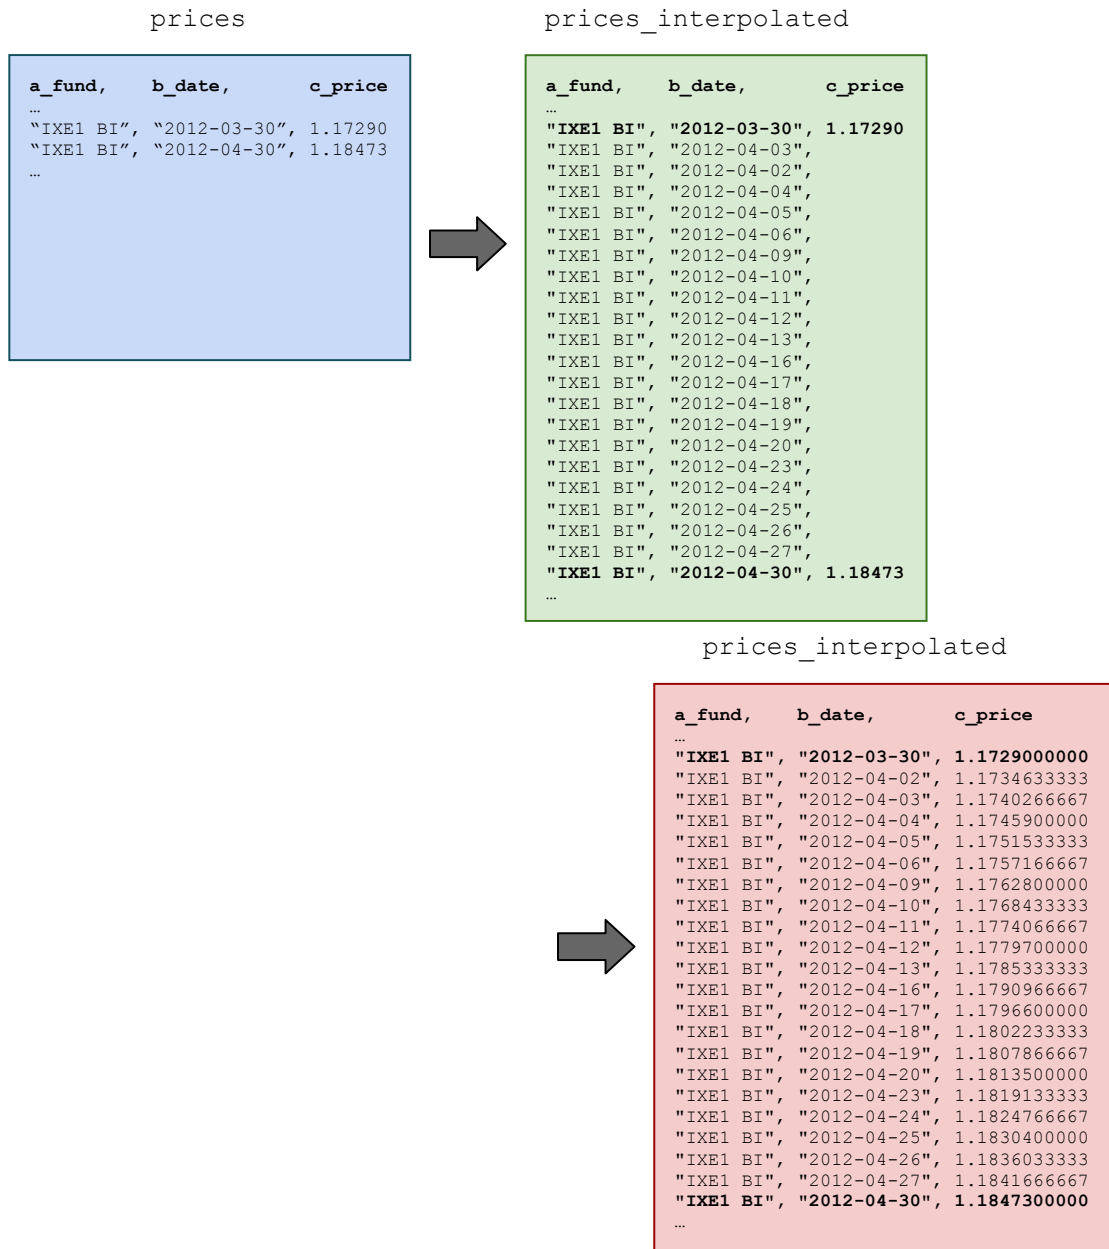 prices
a_fund, b_date, c_price
…
“IXE1 BI”, “2012-03-30”, 1.17290
“IXE1 BI”, “2012-04-30”, 1.18473
…
prices_interpolated
a_fund, b_date, c_price
…
"IXE1 BI", "2012-03-30", 1.17290
"IXE1 BI", "2012-04-03",
"IXE1 BI", "2012-04-02",
"IXE1 BI", "2012-04-04",
"IXE1 BI", "2012-04-05",
"IXE1 BI", "2012-04-06",
"IXE1 BI", "2012-04-09",
"IXE1 BI", "2012-04-10",
"IXE1 BI", "2012-04-11",
"IXE1 BI", "2012-04-12",
"IXE1 BI", "2012-04-13",
"IXE1 BI", "2012-04-16",
"IXE1 BI", "2012-04-17",
"IXE1 BI", "2012-04-18",
"IXE1 BI", "2012-04-19",
"IXE1 BI", "2012-04-20",
"IXE1 BI", "2012-04-23",
"IXE1 BI", "2012-04-24",
"IXE1 BI", "2012-04-25",
"IXE1 BI", "2012-04-26",
"IXE1 BI", "2012-04-27",
"IXE1 BI", "2012-04-30", 1.18473
…
prices_interpolated
a_fund, b_date, c_price
…
"IXE1 BI", "2012-03-30", 1.1729000000
"IXE1 BI", "2012-04-02", 1.1734633333
"IXE1 BI", "2012-04-03", 1.1740266667
"IXE1 BI", "2012-04-04", 1.1745900000
"IXE1 BI", "2012-04-05", 1.1751533333
"IXE1 BI", "2012-04-06", 1.1757166667
"IXE1 BI", "2012-04-09", 1.1762800000
"IXE1 BI", "2012-04-10", 1.1768433333
"IXE1 BI", "2012-04-11", 1.1774066667
"IXE1 BI", "2012-04-12", 1.1779700000
"IXE1 BI", "2012-04-13", 1.1785333333
"IXE1 BI", "2012-04-16", 1.1790966667
"IXE1 BI", "2012-04-17", 1.1796600000
"IXE1 BI", "2012-04-18", 1.1802233333
"IXE1 BI", "2012-04-19", 1.1807866667
"IXE1 BI", "2012-04-20", 1.1813500000
"IXE1 BI", "2012-04-23", 1.1819133333
"IXE1 BI", "2012-04-24", 1.1824766667
"IXE1 BI", "2012-04-25", 1.1830400000
"IXE1 BI", "2012-04-26", 1.1836033333
"IXE1 BI", "2012-04-27", 1.1841666667
"IXE1 BI", "2012-04-30", 1.1847300000
…